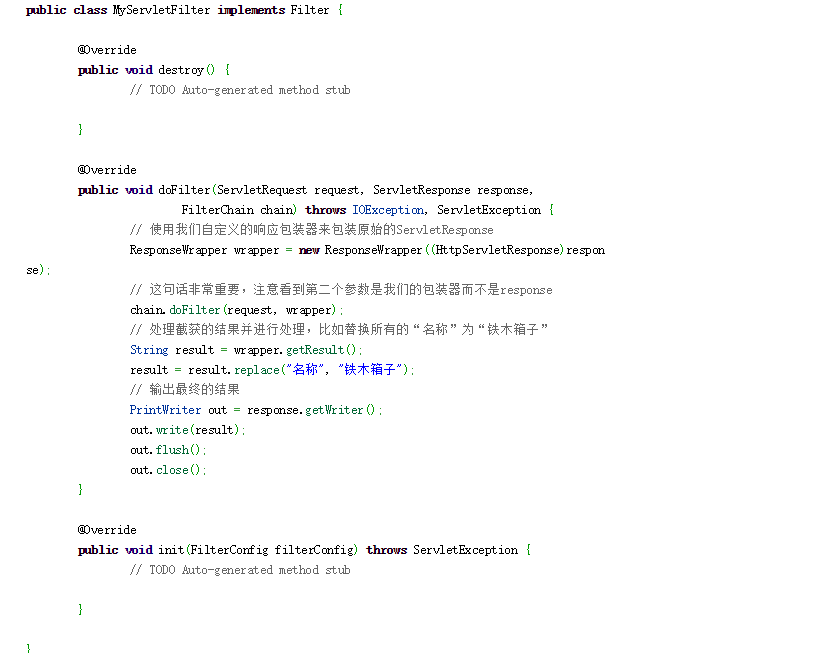 public class MyServletFilter implements Filter {
@Override
public void destroy() {
// TODO Auto-generated method stub
}
@Override
public void doFilter(ServletRequest request, ServletResponse response,
FilterChain chain) throws IOException, ServletException {
// 使用我们自定义的响应包装器来包装原始的ServletResponse
ResponseWrapper wrapper = new ResponseWrapper((HttpServletResponse)respon
se);
// 这句话非常重要，注意看到第二个参数是我们的包装器而不是response
chain.doFilter(request, wrapper);
// 处理截获的结果并进行处理，比如替换所有的“名称”为“铁木箱子”
String result = wrapper.getResult();
result = result.replace("名称", "铁木箱子");
// 输出最终的结果
PrintWriter out = response.getWriter();
out.write(result);
out.flush();
out.close();
}
@Override
public void init(FilterConfig filterConfig) throws ServletException {
// TODO Auto-generated method stub
}
}